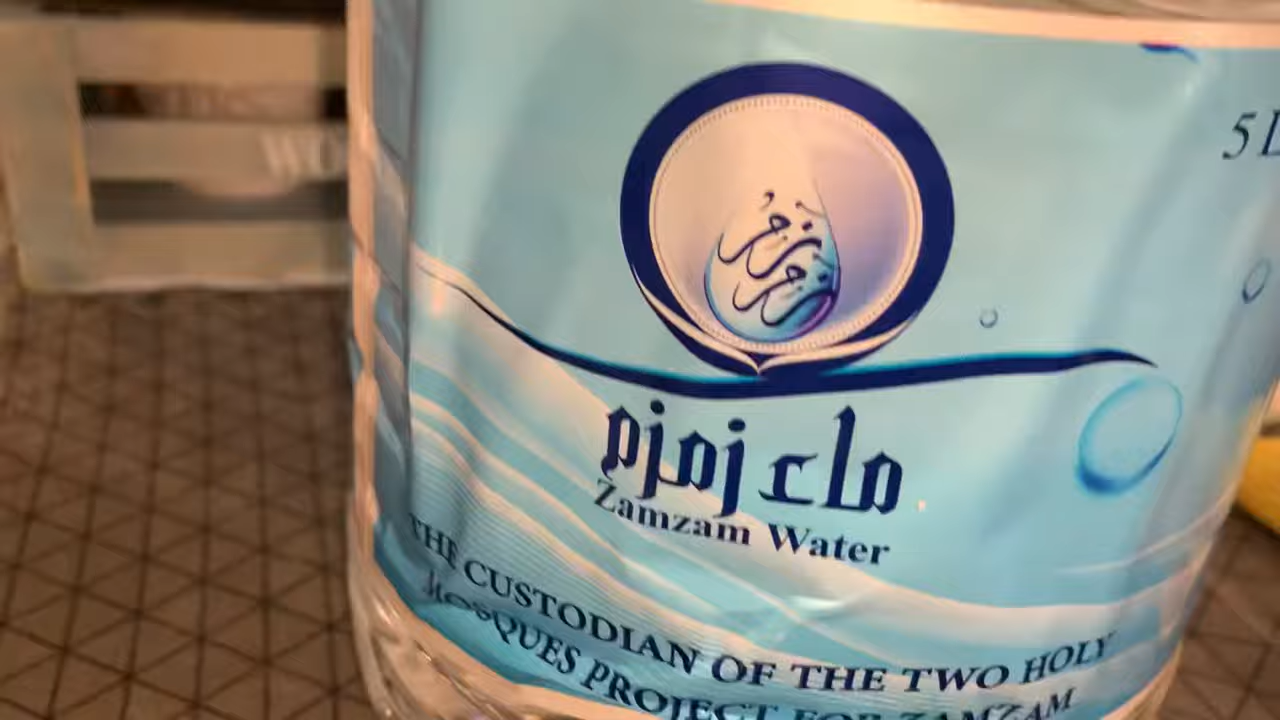 5 L
زمزم
ماء زمزم
Zamzam Water
THE CUSTODIAN OF THE TWO HOLY
MOSQUES PROJECT FOR ZAMZAM